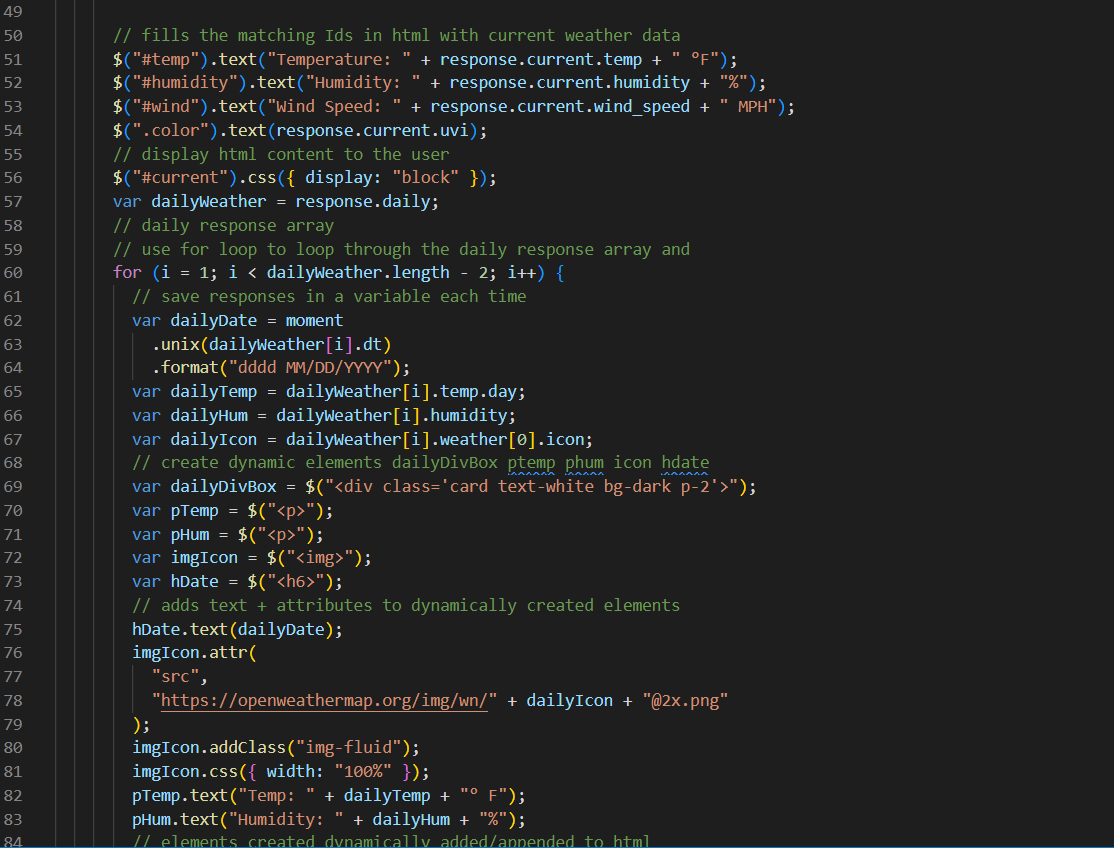 49
50 // fills the matching Ids in html with current weather data
51 $("#temp").text("Temperature: " + response.current.temp + " °F");
52 $("#humidity").text("Humidity: " + response.current.humidity + "%");
53 $("#wind").text("Wind Speed: " + response.current.wind_speed + " MPH");
54 $(".color").text(response.current.uvi);
55 // display html content to the user
56 $("#current").css({ display: "block" });
57 var dailyWeather = response.daily;
58 // daily response array
59 // use for loop to loop through the daily response array and
60 for (i = 1; i < dailyWeather.length - 2; i++) {
61 // save responses in a variable each time
62 var dailyDate = moment
63 .unix(dailyWeather[i].dt)
64 .format("dddd MM/DD/YYYY");
65 var dailyTemp = dailyWeather[i].temp.day;
66 var dailyHum = dailyWeather[i].humidity;
67 var dailyIcon = dailyWeather[i].weather[0].icon;
68 // create dynamic elements dailyDivBox ptemp phum icon hdate
69 var dailyDivBox = $("<div class='card text-white bg-dark p-2'>");
70 var pTemp = $("<p>");
71 var pHum = $("<p>");
72 var imgIcon = $("<img>");
73 var hDate = $("<h6>");
74 // adds text + attributes to dynamically created elements
75 hDate.text(dailyDate);
76 imgIcon.attr(
77 "src",
78 "https://openweathermap.org/img/wn/" + dailyIcon + "@2x.png"
79 );
80 imgIcon.addClass("img-fluid");
81 imgIcon.css({ width: "100%" });
82 pTemp.text("Temp: " + dailyTemp + "° F");
83 pHum.text("Humidity: " + dailyHum + "%");
84 // elements created dynamically added/appended to html